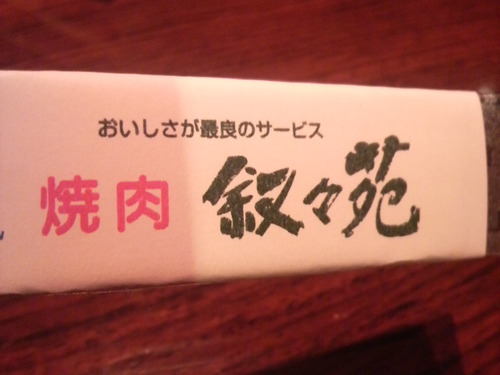 おいしさが最良のサービス
焼肉 叙々苑